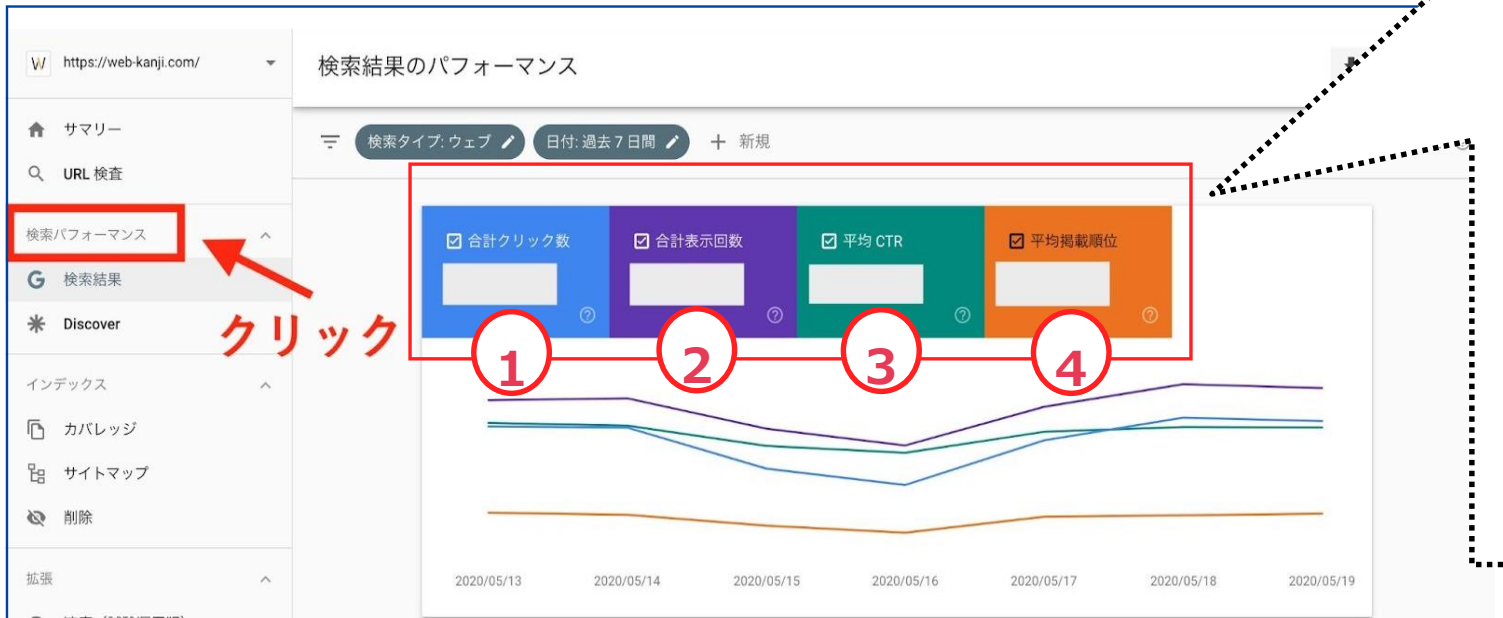 https://web-kanji.com/
検索結果のパフォーマンス
サマリー
URL 検査
検索タイプ: ウェブ
日付: 過去 7 日間
+ 新規
検索パフォーマンス
検索結果
Discover
クリック
合計クリック数
合計表示回数
平均 CTR
平均掲載順位
1
2
3
4
インデックス
カバレッジ
サイトマップ
削除
拡張
2020/05/13
2020/05/14
2020/05/15
2020/05/16
2020/05/17
2020/05/18
2020/05/19